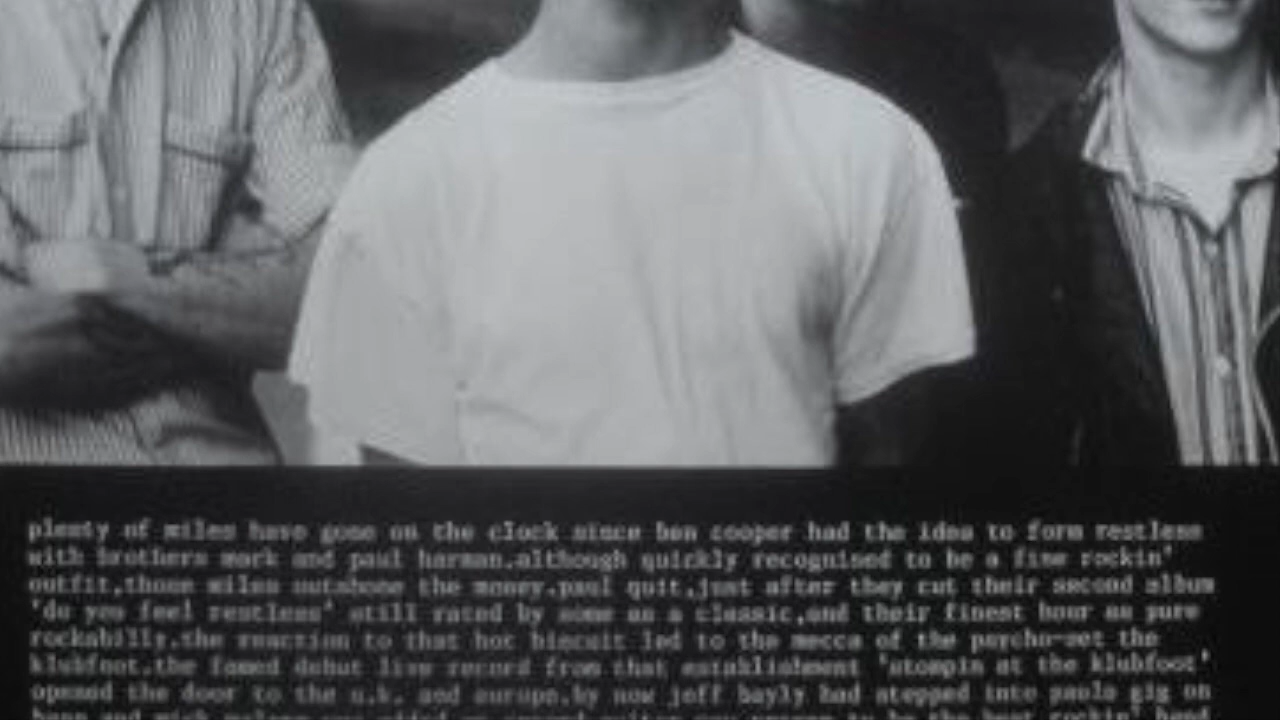 plenty of miles have gone on the clock since ben cooper had the idea to form restless
with brothers mark and paul harman.although quickly recognised to be a fine rockin'
outfit,those miles outshone the money.paul quit,just after they cut their second album
'do you feel restless' still rated by some as a classic,and their finest hour as pure
rockabilly.the reaction to that hot biscuit led to the mecca of the psycho-set the
klubfoot.the famed debut live record from that establishment 'stompin at the klubfoot'
opened the door to the u.k. and europe.by now jeff bayly had stepped into pauls gig on